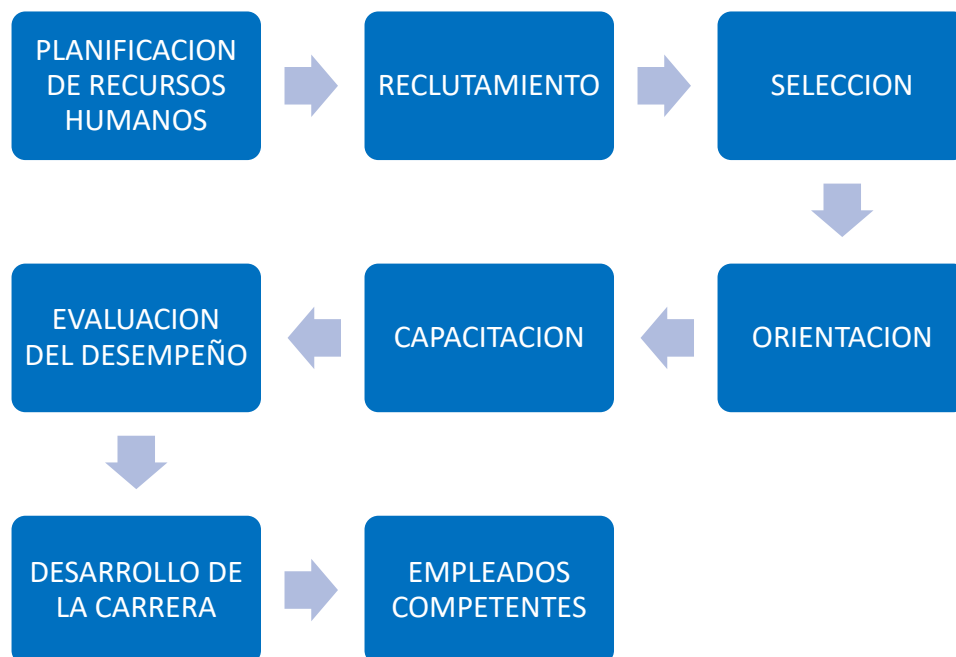 PLANIFICACION
DE RECURSOS
HUMANOS
RECLUTAMIENTO
SELECCION
ORIENTACION
CAPACITACION
EVALUACION
DEL DESEMPEÑO
DESARROLLO DE
LA CARRERA
EMPLEADOS
COMPETENTES